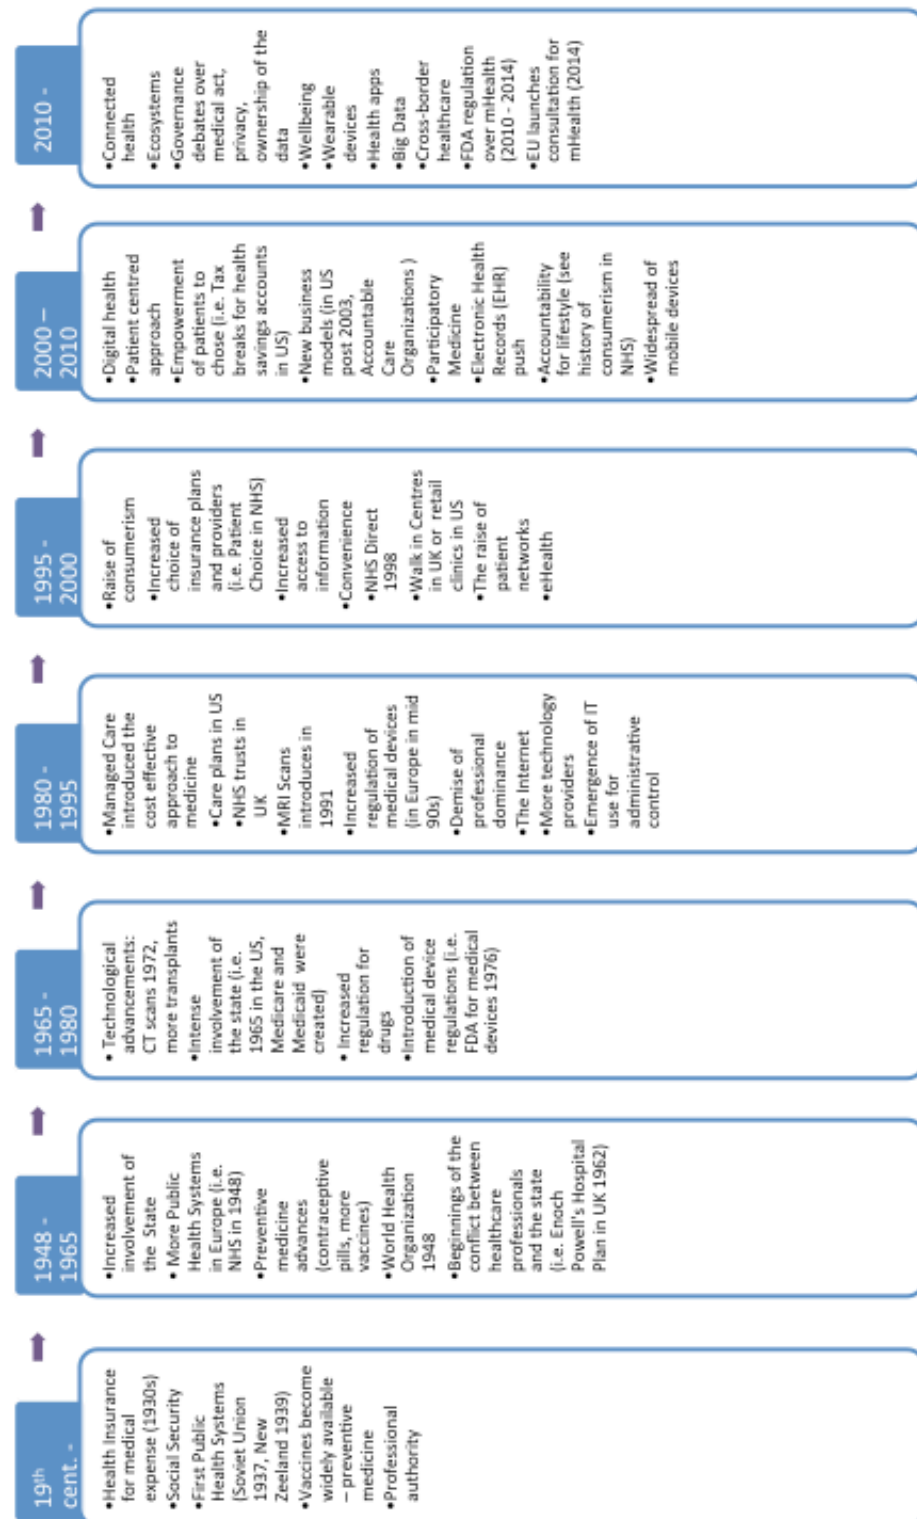 19th
cent. -
•Health Insurance
for medical
expense (1930s)
•Social Security
•First Public
Health Systems
(Soviet Union
1937, New
Zeeland 1939)
•Vaccines become
widely available
– preventive
medicine
•Professional
authority
1948 -
1965
•Increased
involvement of
the State
• More Public
Health Systems
in Europe (i.e.
NHS in 1948)
•Preventive
medicine
advances
(contraceptive
pills, more
vaccines)
•World Health
Organization
1948
•Beginnings of the
conflict between
healthcare
professionals
and the state
(i.e. Enoch
Powell's Hospital
Plan in UK 1962)
1965 -
1980
• Technological
advancements:
CT scans 1972,
more transplants
•Intense
involvement of
the state (i.e.
1965 in the US,
Medicare and
Medicaid were
created)
• Increased
regulation for
drugs
•Introduction of
medical device
regulations (i.e.
FDA for medical
devices 1976)
1980 -
1995
•Managed Care
introduced the
cost effective
approach to
medicine
•Care plans in US
•NHS trusts in
UK
•MRI Scans
introduces in
1991
•Increased
regulation of
medical devices
(in Europe in mid
90s)
•Demise of
professional
dominance
•The Internet
•More technology
providers
•Emergence of IT
use for
administrative
control
1995 -
2000
•Raise of
consumerism
•Increased
choice of
insurance plans
and providers
(i.e. Patient
Choice in NHS)
•Increased
access to
information
•Convenience
•NHS Direct
1998
•Walk in Centres
in UK or retail
clinics in US
•The raise of
patient
networks
•eHealth
2000 –
2010
•Digital health
•Patient centred
approach
•Empowerment
of patients to
chose (i.e. Tax
breaks for health
savings accounts
in US)
•New business
models (in US
post 2003,
Accountable
Care
Organizations )
•Participatory
Medicine
•Electronic Health
Records (EHR)
push
•Accountability
for lifestyle (see
history of
consumerism in
NHS)
•Widespread of
mobile devices
2010 -
•Connected
health
•Ecosystems
•Governance
debates over
medical act,
privacy,
ownership of the
data
•Wellbeing
•Wearable
devices
•Health apps
•Big Data
•Cross-border
healthcare
•FDA regulation
over mHealth
(2010 - 2014)
•EU launches
consultation for
mHealth (2014)